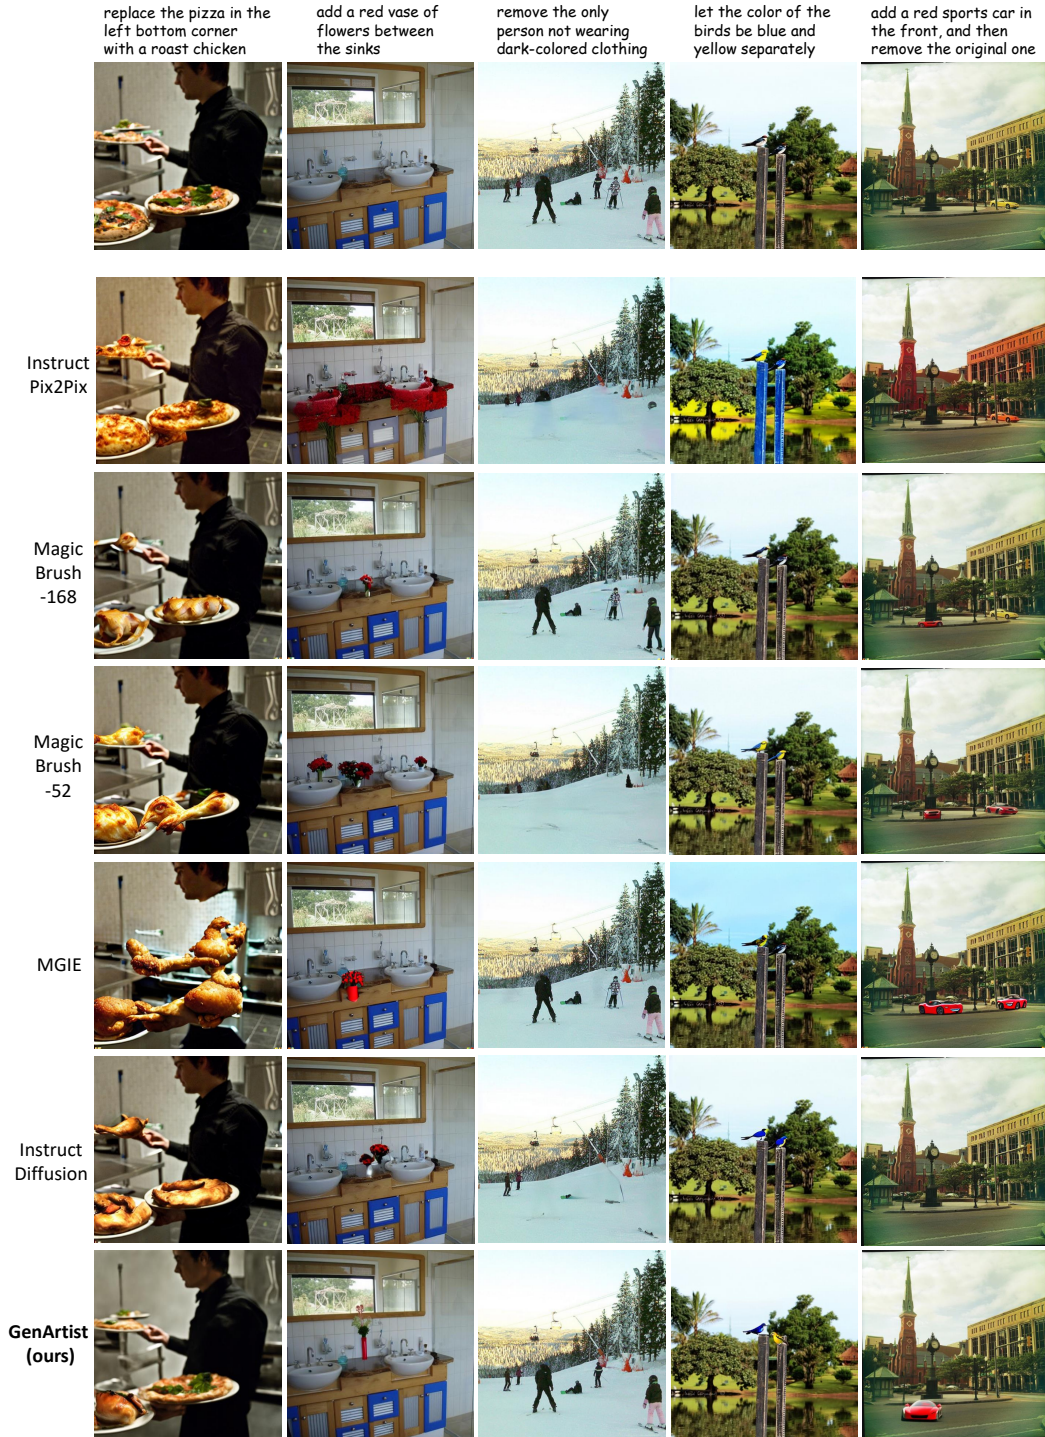 replace the pizza in the
left bottom corner
with a roast chicken
add a red vase of
flowers between
the sinks
remove the only
person not wearing
dark-colored clothing
let the color of the
birds be blue and
yellow separately
add a red sports car in
the front, and then
remove the original one
Instruct
Pix2Pix
Magic
Brush
-168
Magic
Brush
-52
MGIE
Instruct
Diffusion
GenArtist
(ours)